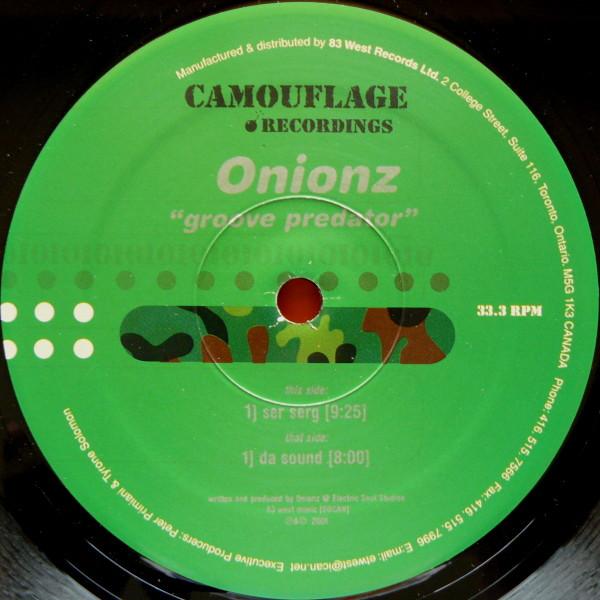 Manufactured & distributed by 83 West Records Ltd. 2 College Street, Suite 116, Toronto, Ontario. M5G 1K3 CANADA Phone: 416. 515. 7566 Fax: 416. 515. 7996 E:mail: etwest@ican.net Executive Producers: Peter Primiani & Tyrone Solomon
CAMOUFLAGE
RECORDINGS
Onionz
"groove predator"
33.3 RPM
this side:
1] ser serg [9:25]
that side:
1] da sound [8:00]
written and produced by Onionz @ Electric Soul Studios
83 west music [SOCAN]
℗&© 2001